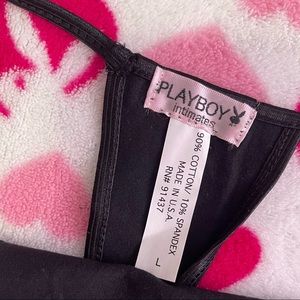 PLAYBOY
intimates
90% COTTON/ 10% SPANDEX
MADE IN U.S.A.
RN# 91437
L